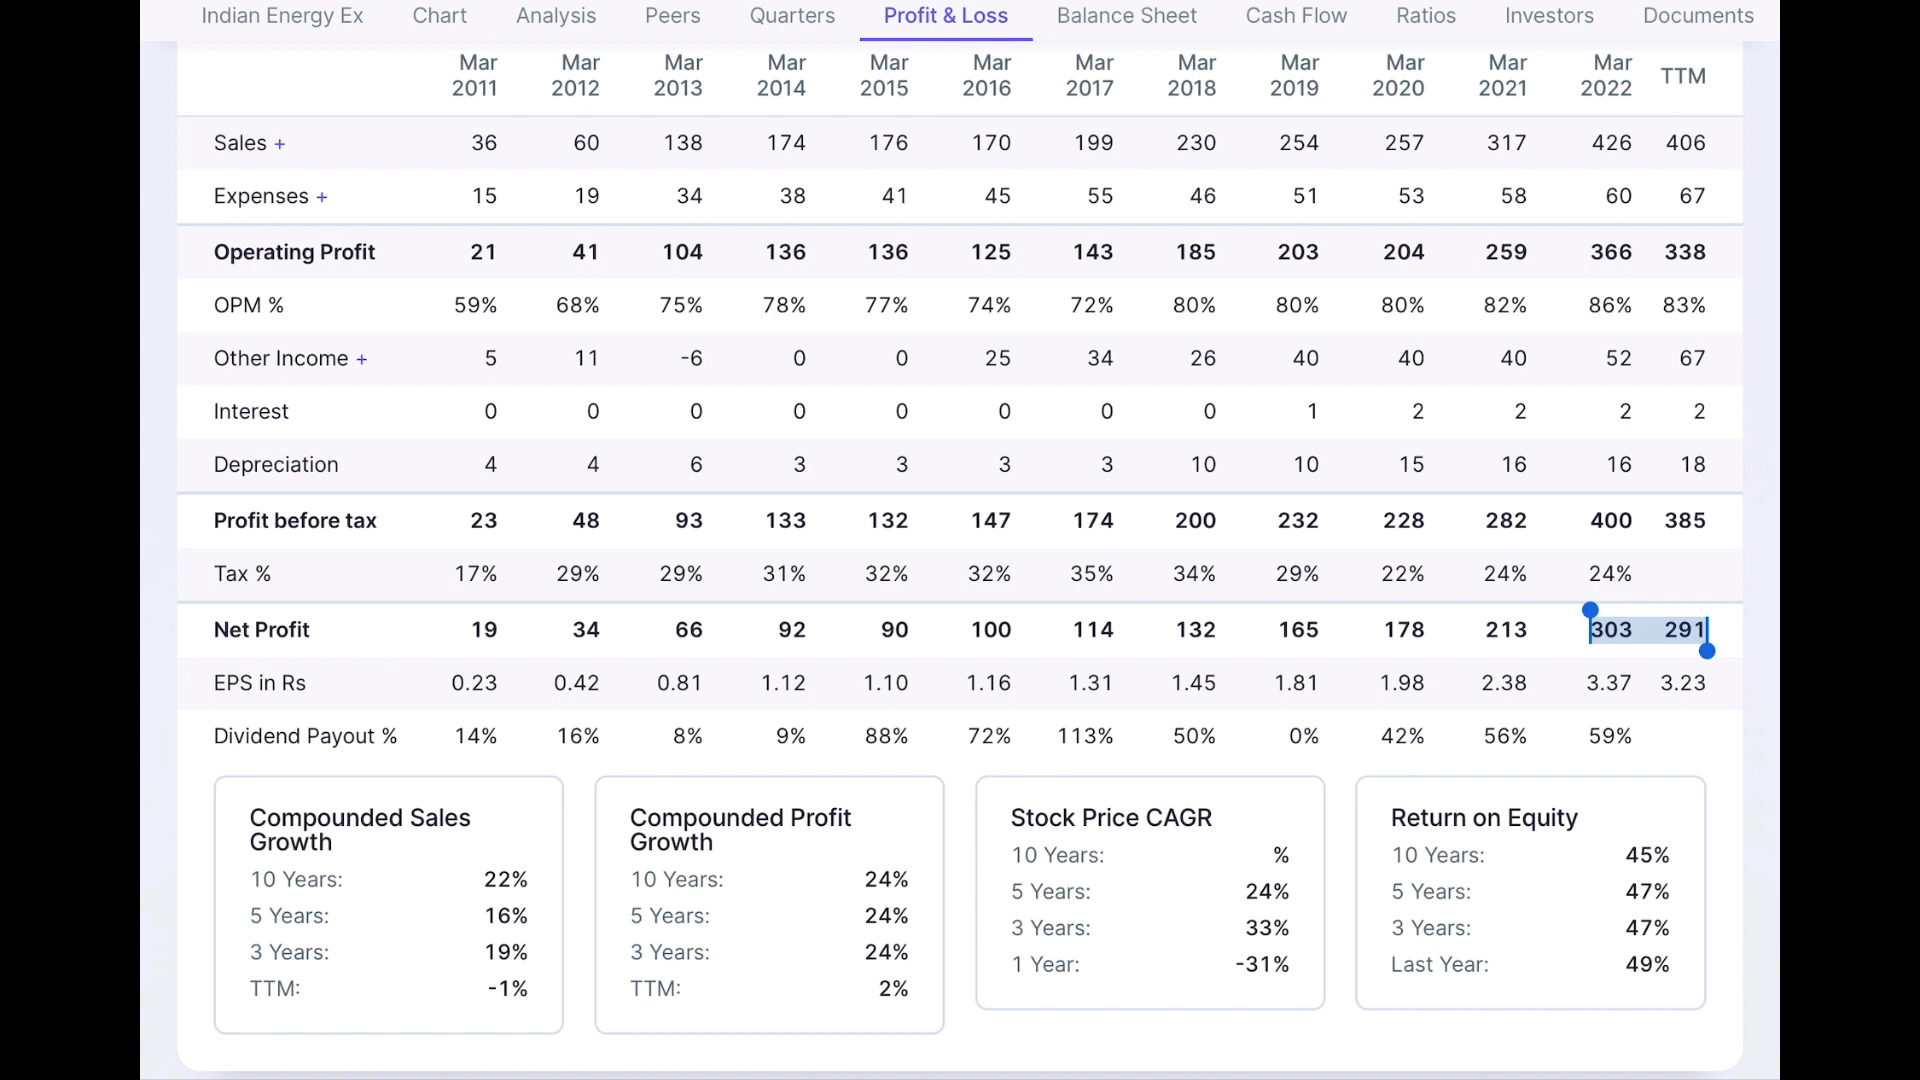 Indian Energy Ex Chart Analysis Peers Quarters Profit & Loss Balance Sheet Cash Flow Ratios Investors Documents
Mar 2011 Mar 2012 Mar 2013 Mar 2014 Mar 2015 Mar 2016 Mar 2017 Mar 2018 Mar 2019 Mar 2020 Mar 2021 Mar 2022 TTM
Sales + 36 60 138 174 176 170 199 230 254 257 317 426 406
Expenses + 15 19 34 38 41 45 55 46 51 53 58 60 67
Operating Profit 21 41 104 136 136 125 143 185 203 204 259 366 338
OPM % 59% 68% 75% 78% 77% 74% 72% 80% 80% 80% 82% 86% 83%
Other Income + 5 11 -6 0 0 25 34 26 40 40 40 52 67
Interest 0 0 0 0 0 0 0 0 1 2 2 2 2
Depreciation 4 4 6 3 3 3 3 10 10 15 16 16 18
Profit before tax 23 48 93 133 132 147 174 200 232 228 282 400 385
Tax % 17% 29% 29% 31% 32% 32% 35% 34% 29% 22% 24% 24%
Net Profit 19 34 66 92 90 100 114 132 165 178 213 303 291
EPS in Rs 0.23 0.42 0.81 1.12 1.10 1.16 1.31 1.45 1.81 1.98 2.38 3.37 3.23
Dividend Payout % 14% 16% 8% 9% 88% 72% 113% 50% 0% 42% 56% 59%
Compounded Sales
Growth
10 Years: 22%
5 Years: 16%
3 Years: 19%
TTM: -1%
Compounded Profit
Growth
10 Years: 24%
5 Years: 24%
3 Years: 24%
TTM: 2%
Stock Price CAGR
10 Years: %
5 Years: 24%
3 Years: 33%
1 Year: -31%
Return on Equity
10 Years: 45%
5 Years: 47%
3 Years: 47%
Last Year: 49%